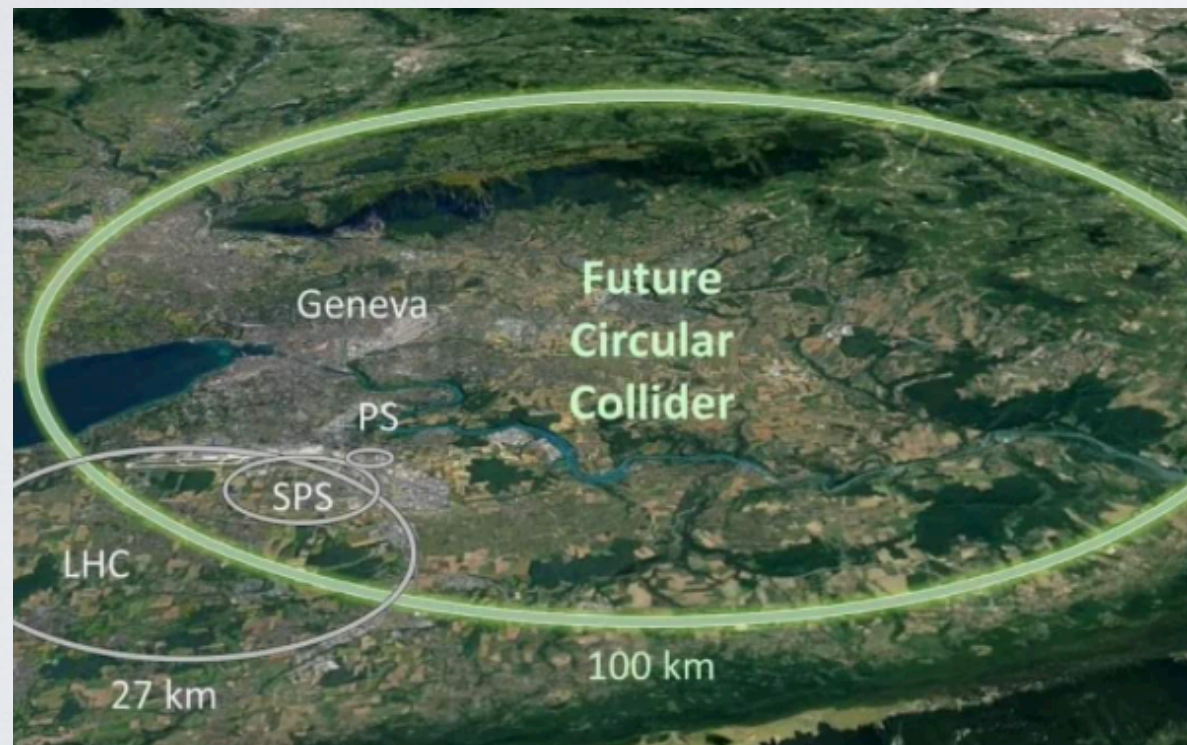 Future
Circular
Collider
Geneva
PS
SPS
LHC
100 km
27 km